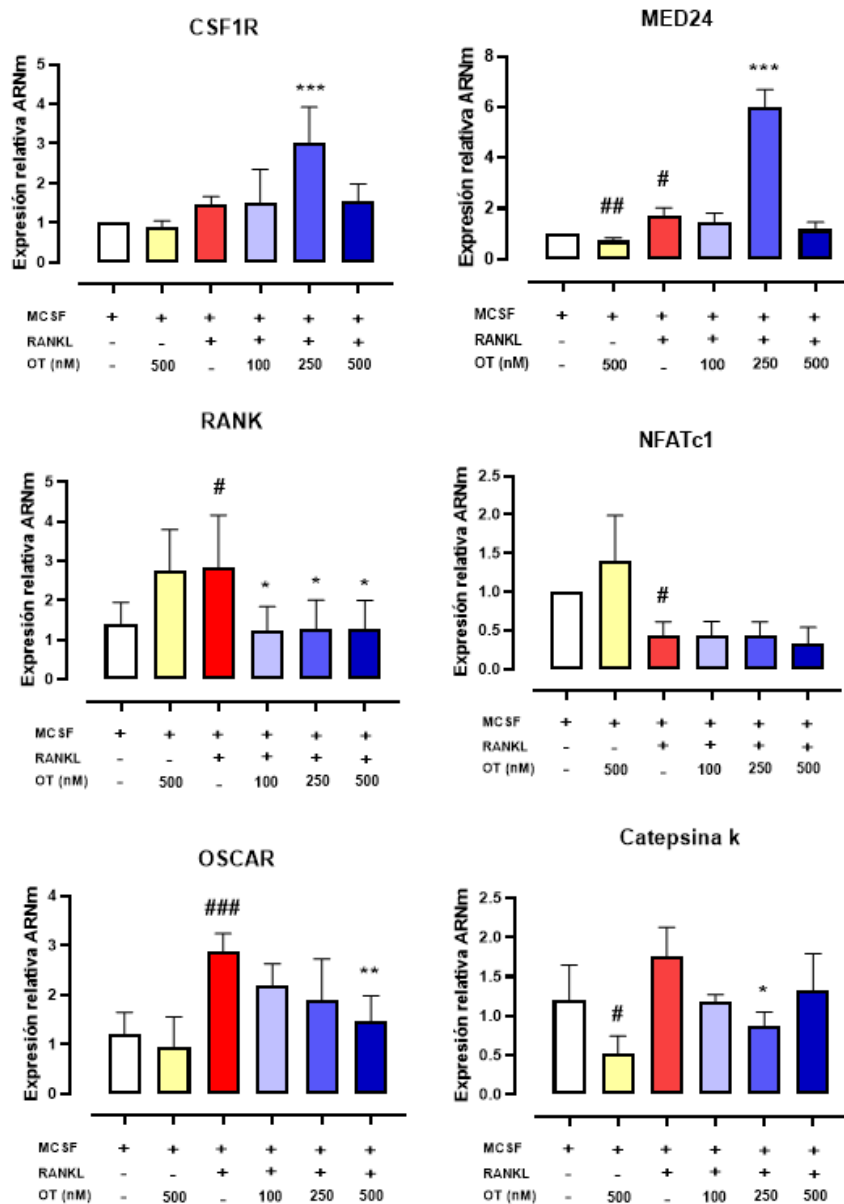 CSF1R
Expresión relativa ARNm
5
4
3
2
1
0
***
MCSF + + + + + +
RANKL - - + + + +
OT (nM) - 500 - 100 250 500
MED24
Expresión relativa ARNm
8
6
4
2
0
## # ***
MCSF + + + + + +
RANKL - - + + + +
OT (nM) - 500 - 100 250 500
RANK
Expresión relativa ARNm
5
4
3
2
1
0
# * * *
MCSF + + + + + +
RANKL - - + + + +
OT (nM) - 500 - 100 250 500
NFATc1
Expresión relativa ARNm
2.5
2.0
1.5
1.0
0.5
0.0
#
MCSF + + + + + +
RANKL - - + + + +
OT (nM) - 500 - 100 250 500
OSCAR
Expresión relativa ARNm
4
3
2
1
0
### **
MCSF + + + + + +
RANKL - - + + + +
OT (nM) - 500 - 100 250 500
Catepsina k
Expresión relativa ARNm
2.5
2.0
1.5
1.0
0.5
0.0
# *
MCSF + + + + + +
RANKL - - + + + +
OT (nM) - 500 - 100 250 500